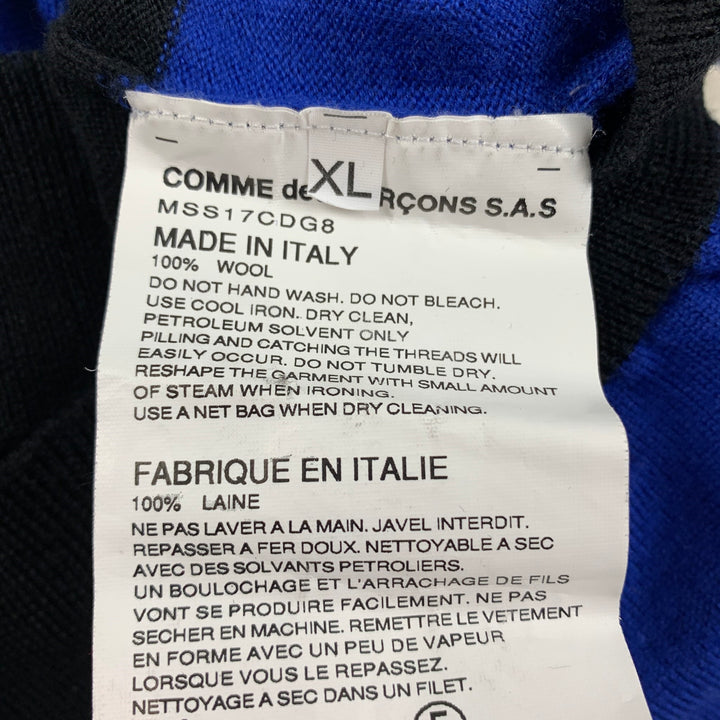 XL
COMME de RÇONS S.A.S
MSS17CDG8
MADE IN ITALY
100% WOOL
DO NOT HAND WASH. DO NOT BLEACH.
USE COOL IRON. DRY CLEAN,
PETROLEUM SOLVENT ONLY
PILLING AND CATCHING THE THREADS WILL
EASILY OCCUR. DO NOT TUMBLE DRY.
RESHAPE THE GARMENT WITH SMALL AMOUNT
OF STEAM WHEN IRONING.
USE A NET BAG WHEN DRY CLEANING.
FABRIQUE EN ITALIE
100% LAINE
NE PAS LAVER A LA MAIN. JAVEL INTERDIT.
REPASSER A FER DOUX. NETTOYABLE A SEC
AVEC DES SOLVANTS PETROLIERS.
UN BOULOCHAGE ET L'ARRACHAGE DE FILS
VONT SE PRODUIRE FACILEMENT. NE PAS
SECHER EN MACHINE. REMETTRE LE VETEMENT
EN FORME AVEC UN PEU DE VAPEUR
LORSQUE VOUS LE REPASSEZ.
NETTOYAGE A SEC DANS UN FILET.